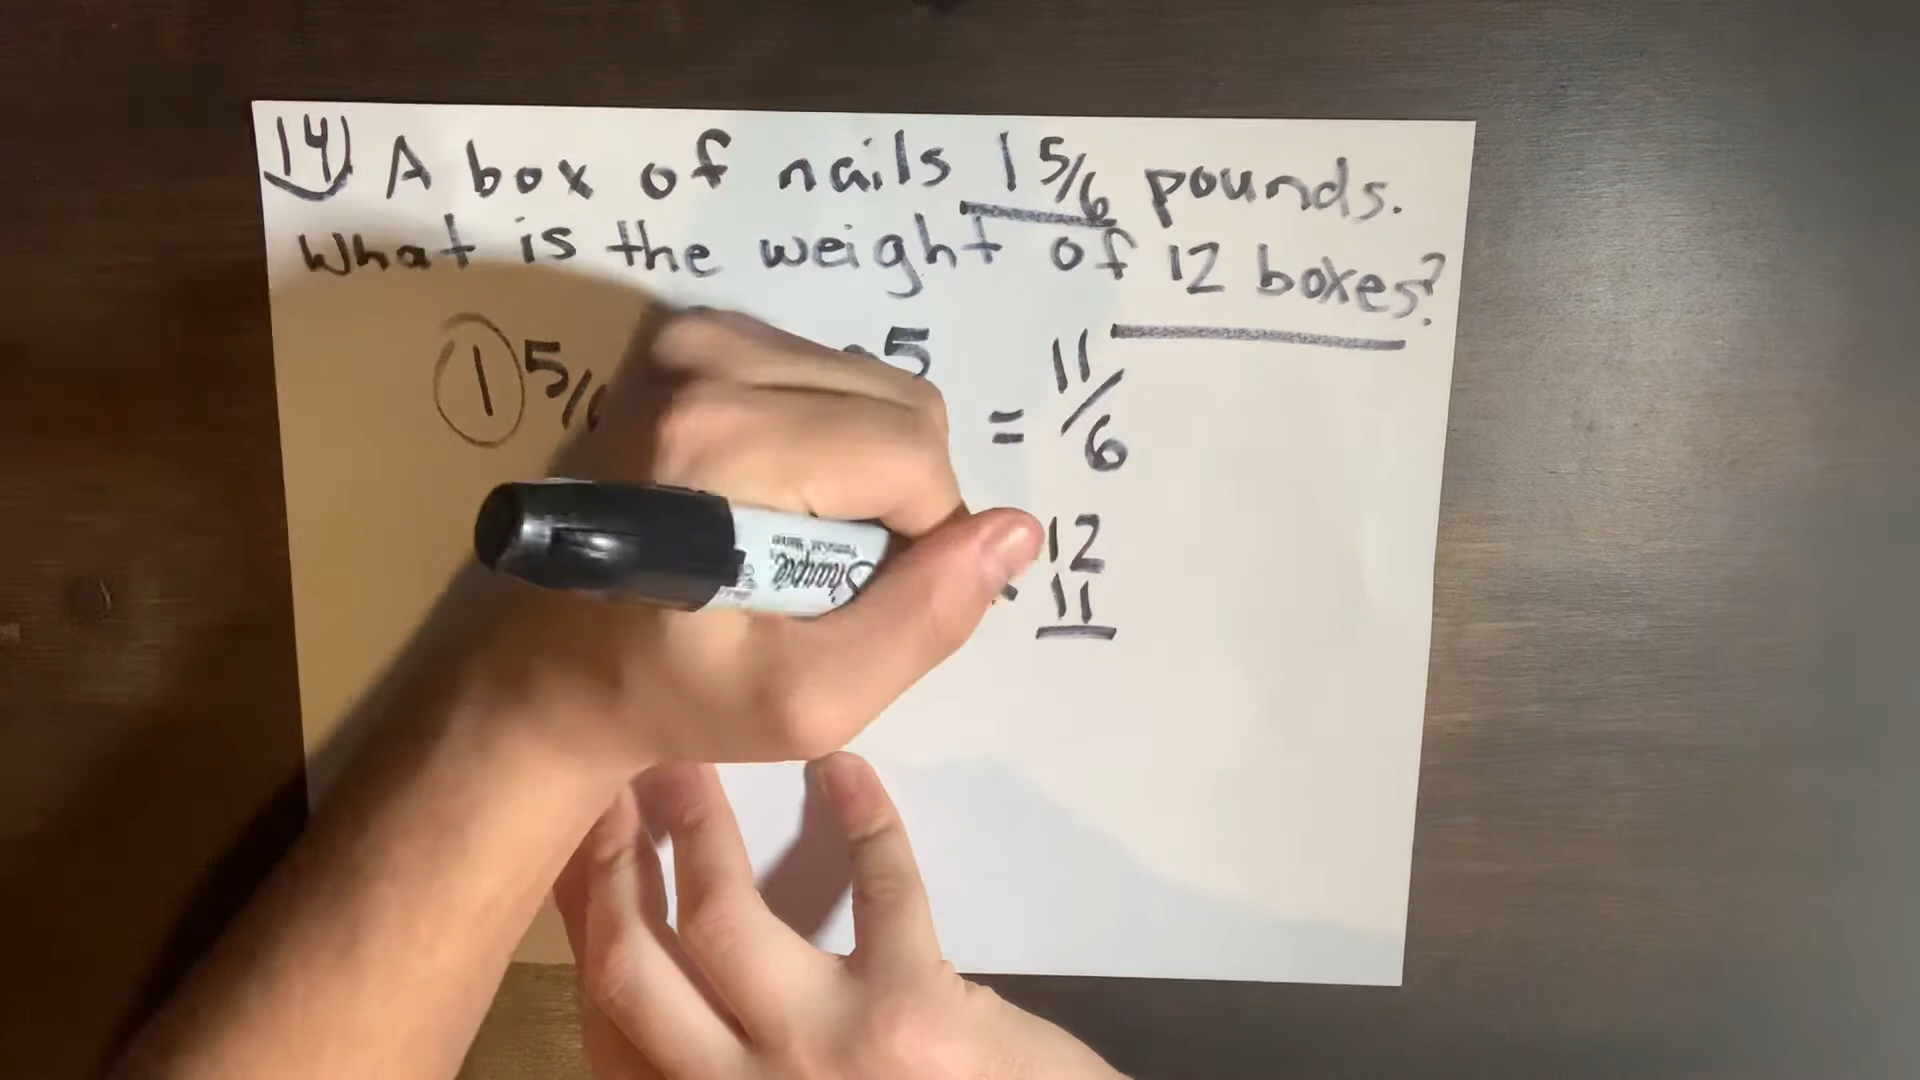 14) A box of nails 1 5/6 pounds.
What is the weight of 12 boxes?
1 5/
5
= 11/6
12
11
Sharpie